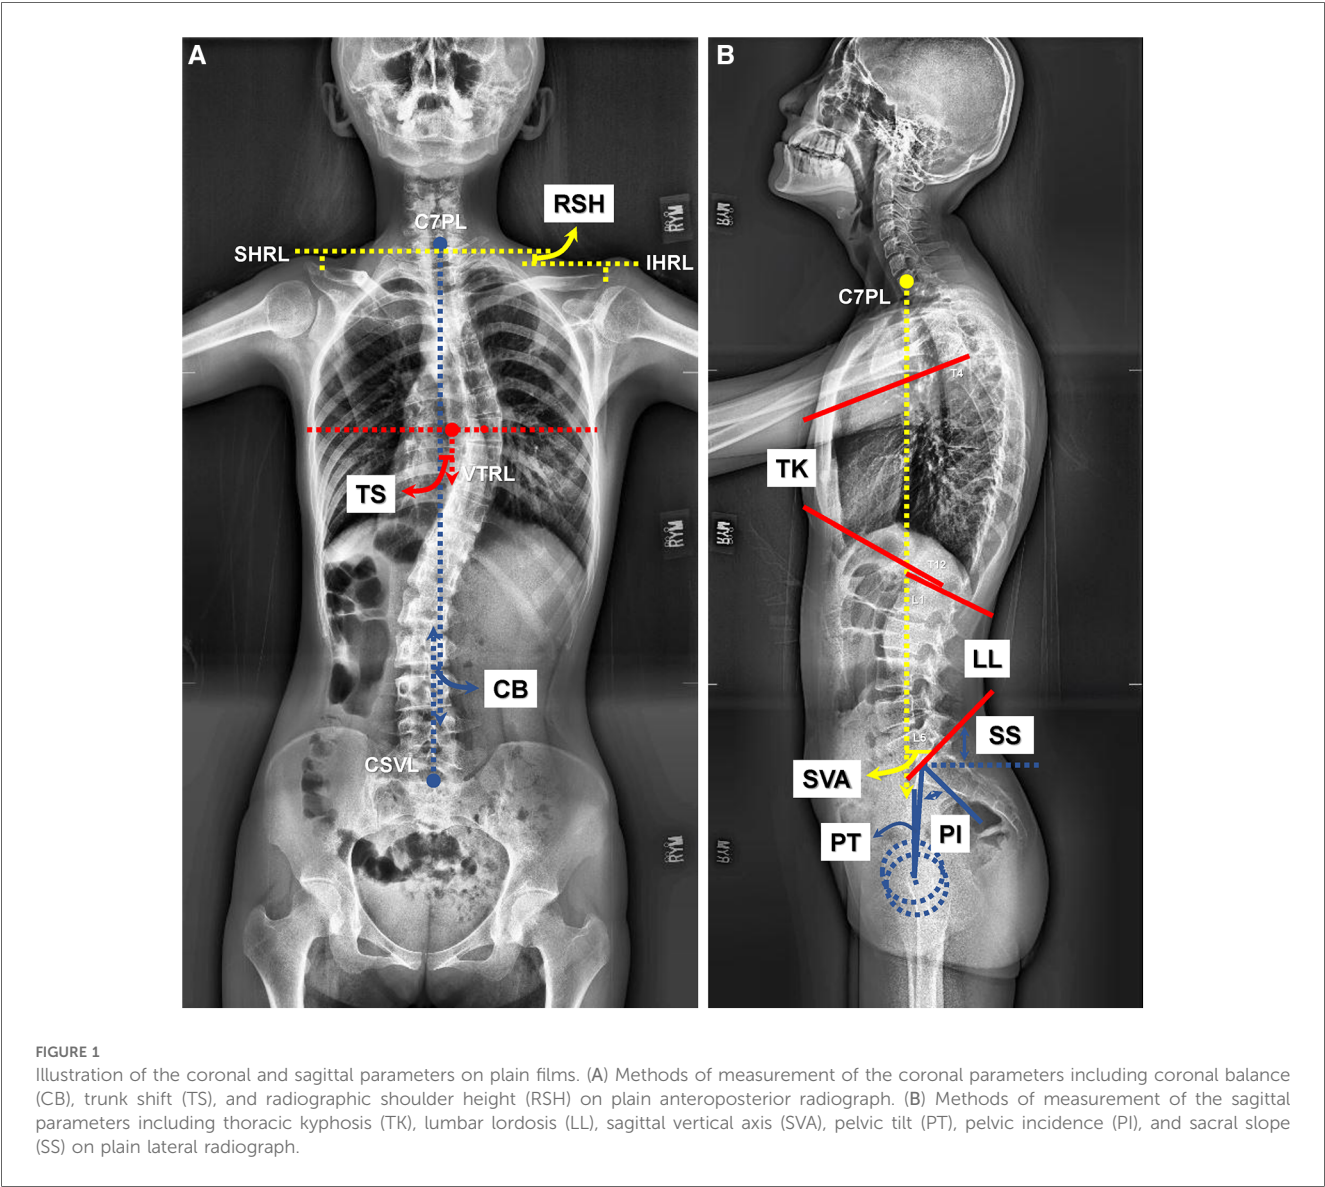 A
B
RSH
C7PL
SHRL
IHRL
RYM
C7PL
T4
TK
VTRL
TS
RYM
T12
L1
LL
CB
SS
CSVL
SVA
PI
PT
RYM
FIGURE 1
Illustration of the coronal and sagittal parameters on plain films. (A) Methods of measurement of the coronal parameters including coronal balance
(CB), trunk shift (TS), and radiographic shoulder height (RSH) on plain anteroposterior radiograph. (B) Methods of measurement of the sagittal
parameters including thoracic kyphosis (TK), lumbar lordosis (LL), sagittal vertical axis (SVA), pelvic tilt (PT), pelvic incidence (PI), and sacral slope
(SS) on plain lateral radiograph.